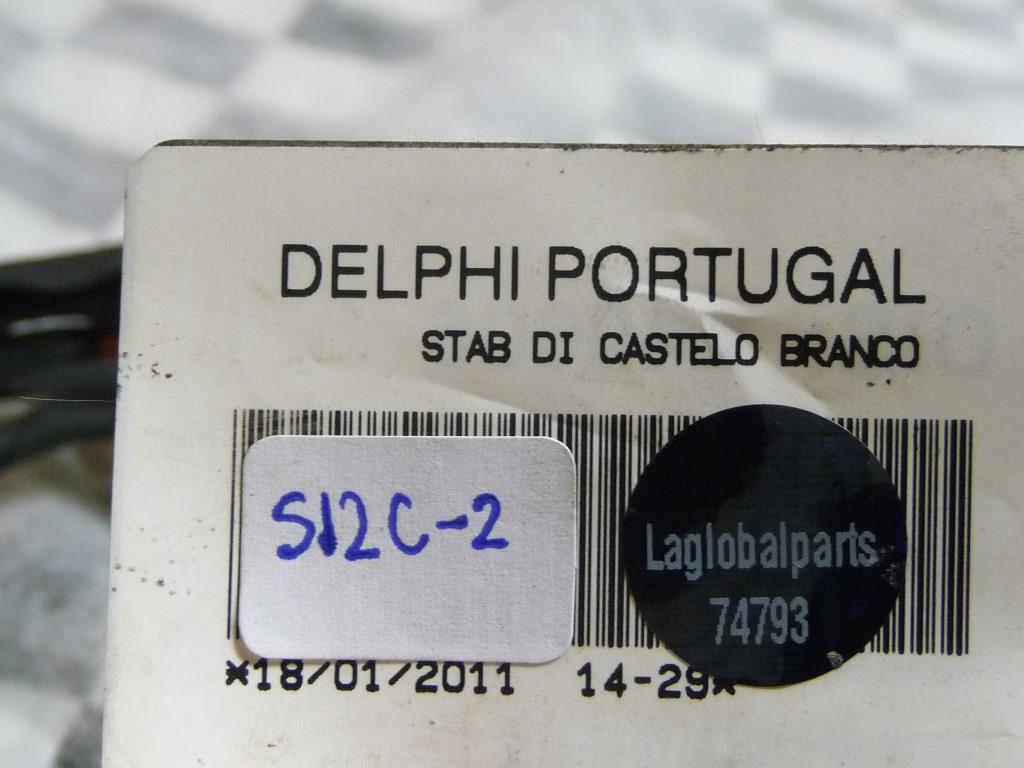 DELPHI PORTUGAL
STAB DI CASTELO BRANCO
S12C-2
Laglobalparts
74793
*18/01/2011 14-29*